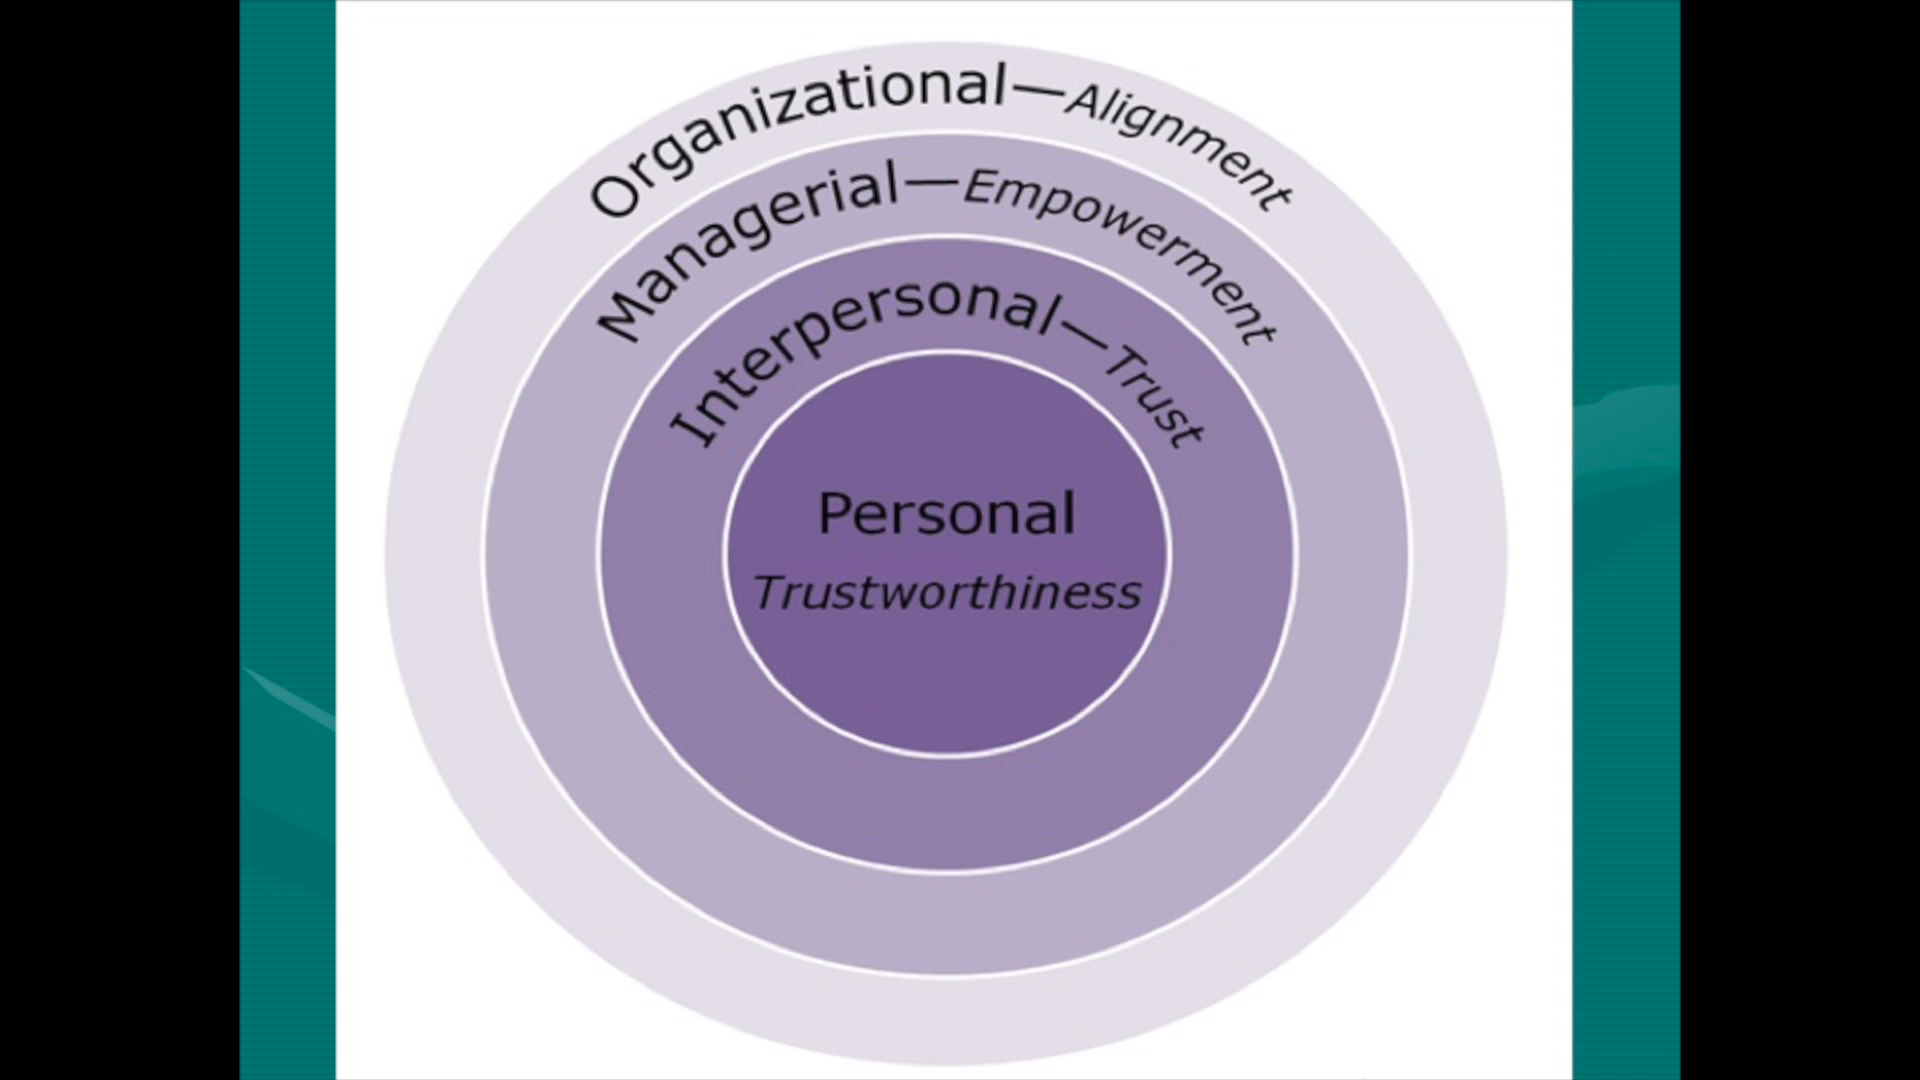 Organizational—Alignment
Managerial—Empowerment
Interpersonal—Trust
Personal
Trustworthiness